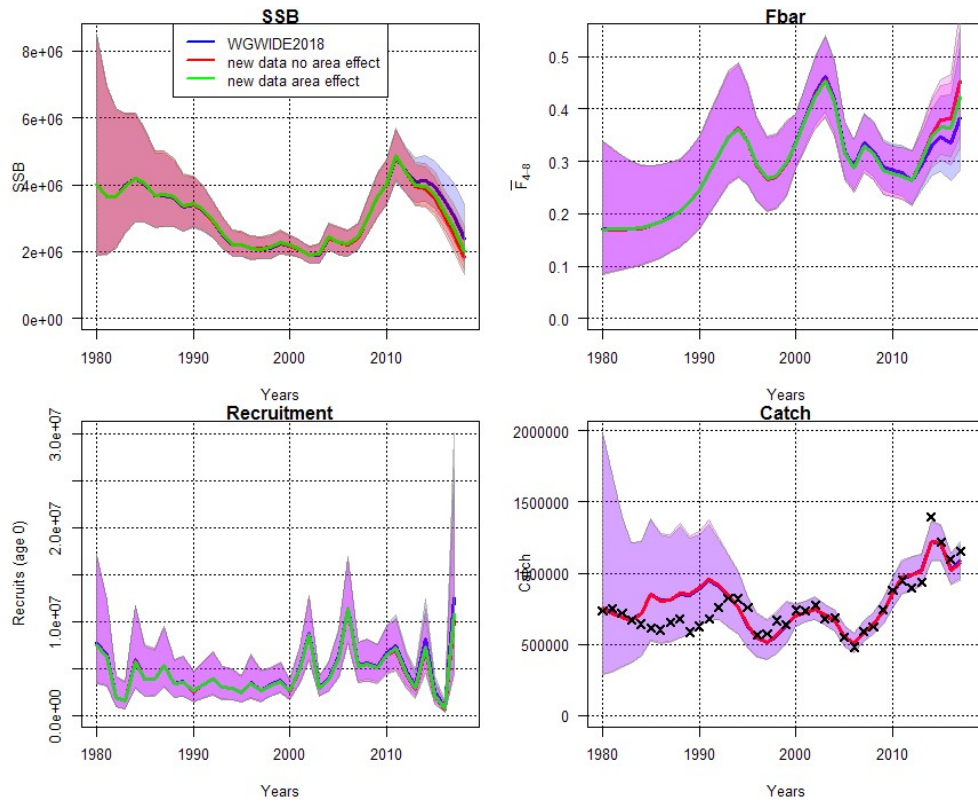 SSB
WGWIDE2018
new data no area effect
new data area effect
8e+06
6e+06
4e+06
2e+06
0e+00
SSB
1980
1990
2000
2010
Years
Fbar
0.5
0.4
0.3
0.2
0.1
0.0
F̅4-8
1980
1990
2000
2010
Years
Recruitment
3.0e+07
2.0e+07
1.0e+07
0.0e+00
Recruits (age 0)
1980
1990
2000
2010
Years
Catch
2000000
1500000
1000000
500000
0
Catch
1980
1990
2000
2010
Years